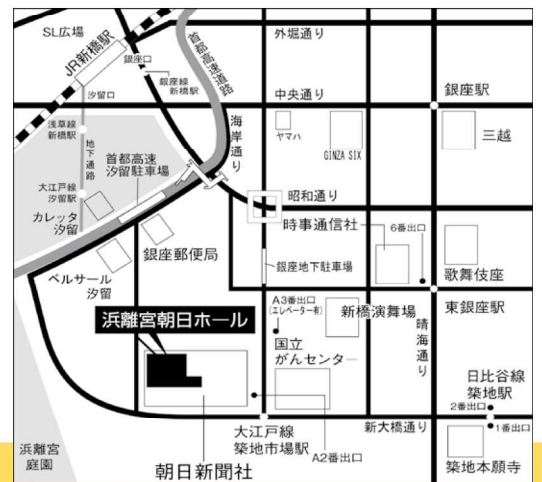 SL広場
JR新橋駅
銀座口
銀座線
新橋駅
汐留口
首都高速道路
外堀通り
中央通り
銀座駅
浅草線
新橋駅
地下通路
海岸通り
ヤマハ
GINZA SIX
三越
首都高速
汐留駐車場
大江戸線
汐留駅
カレッタ
汐留
昭和通り
時事通信社
6番出口
銀座郵便局
ベルサール
汐留
銀座地下駐車場
歌舞伎座
A3番出口
(エレベーター有)
新橋演舞場
晴海通り
東銀座駅
浜離宮朝日ホール
国立
がんセンター
日比谷線
築地駅
2番出口
浜離宮
庭園
大江戸線
築地市場駅
新大橋通り
1番出口
朝日新聞社
A2番出口
築地本願寺